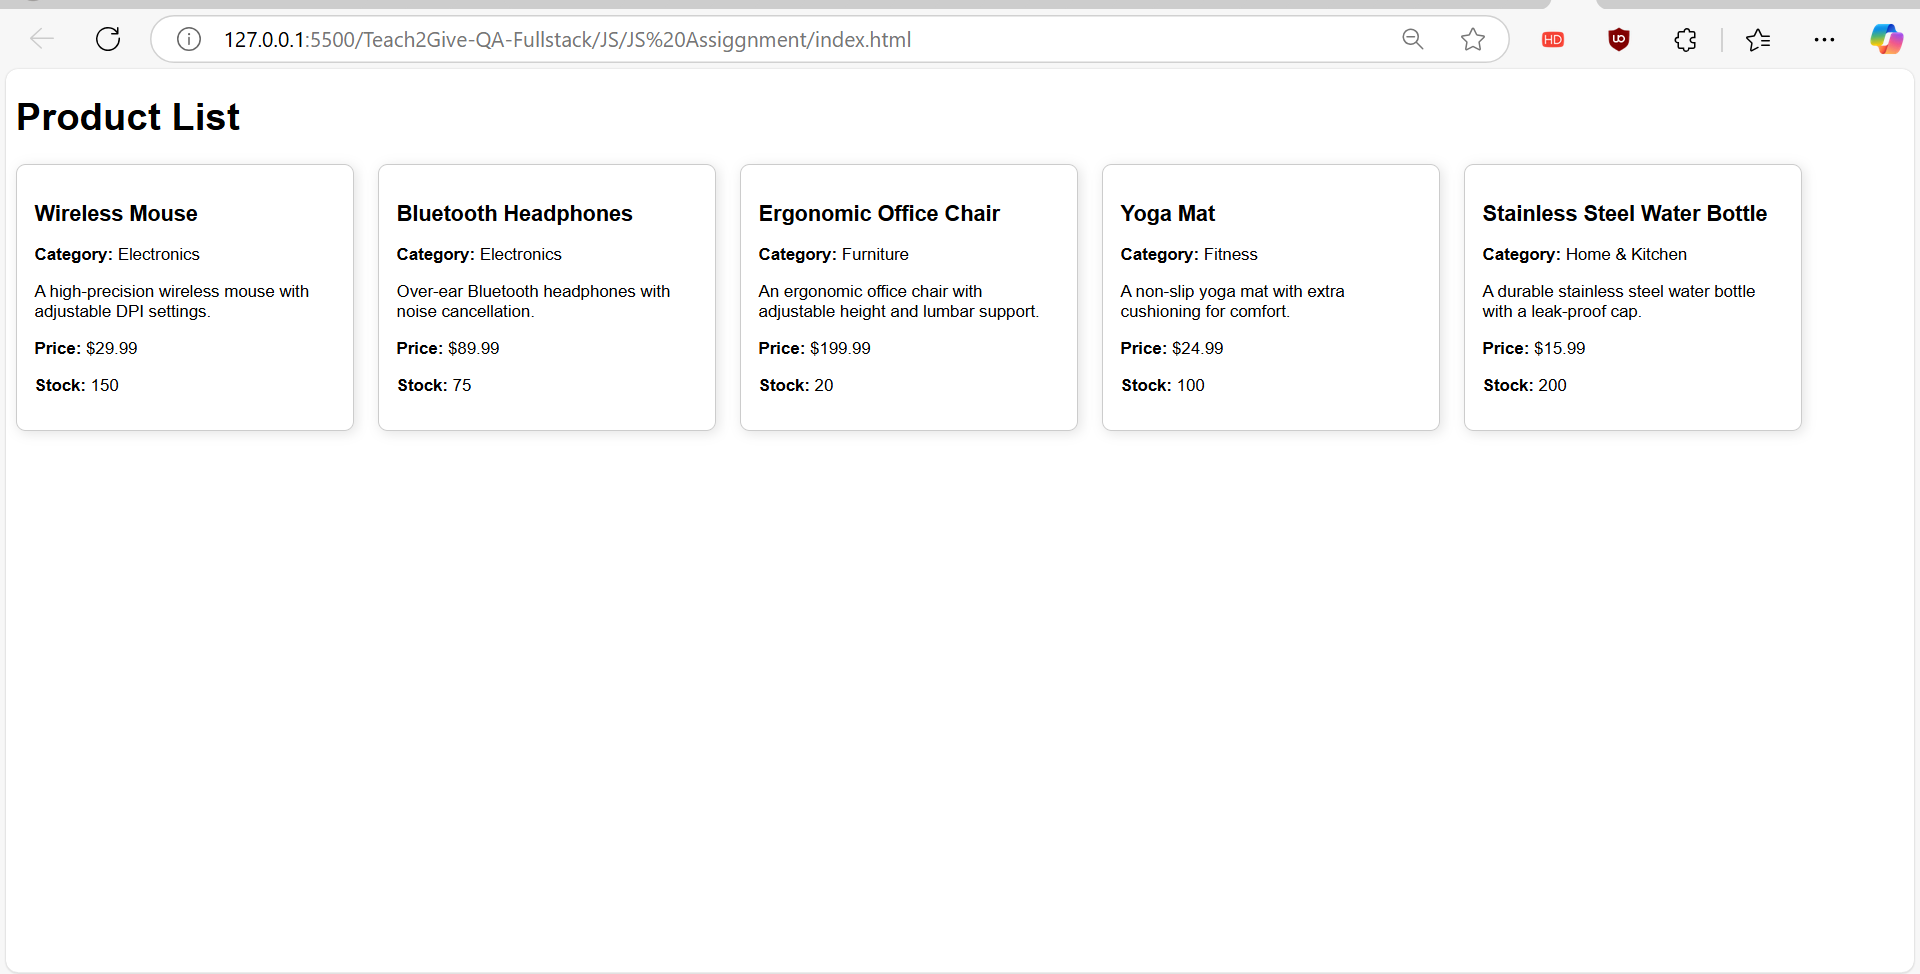 127.0.0.1:5500/Teach2Give-QA-Fullstack/JS/JS%20Assiggnment/index.html
HD
UO
Product List
Wireless Mouse
Category: Electronics
A high-precision wireless mouse with
adjustable DPI settings.
Price: $29.99
Stock: 150
Bluetooth Headphones
Category: Electronics
Over-ear Bluetooth headphones with
noise cancellation.
Price: $89.99
Stock: 75
Ergonomic Office Chair
Category: Furniture
An ergonomic office chair with
adjustable height and lumbar support.
Price: $199.99
Stock: 20
Yoga Mat
Category: Fitness
A non-slip yoga mat with extra
cushioning for comfort.
Price: $24.99
Stock: 100
Stainless Steel Water Bottle
Category: Home & Kitchen
A durable stainless steel water bottle
with a leak-proof cap.
Price: $15.99
Stock: 200